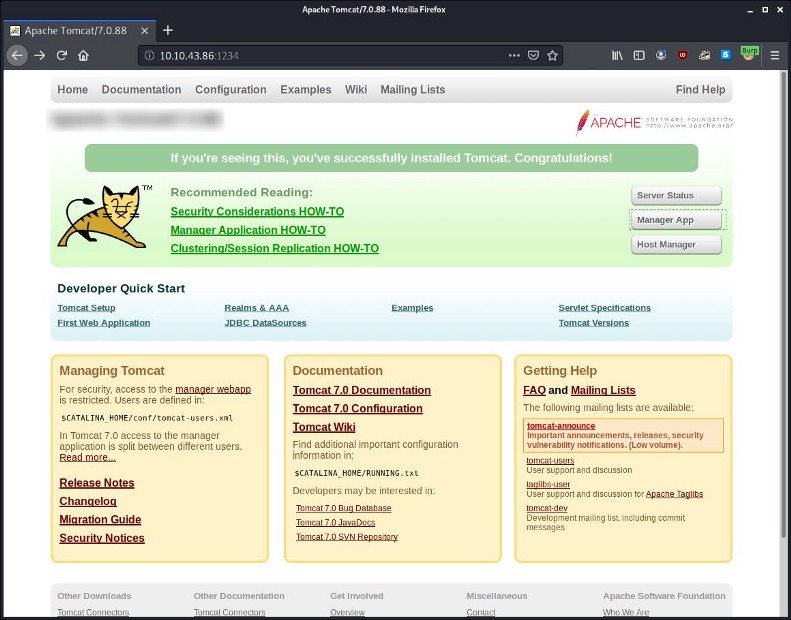 Apache Tomcat/7.0.88 - Mozilla Firefox
Apache Tomcat/7.0.88
10.10.43.86:1234
Burp
Home Documentation Configuration Examples Wiki Mailing Lists Find Help
APACHE SOFTWARE FOUNDATION
http://www.apache.org/
If you're seeing this, you've successfully installed Tomcat. Congratulations!
TM
Recommended Reading:
Security Considerations HOW-TO
Manager Application HOW-TO
Clustering/Session Replication HOW-TO
Server Status
Manager App
Host Manager
Developer Quick Start
Tomcat Setup Realms & AAA Examples Servlet Specifications
First Web Application JDBC DataSources Tomcat Versions
Managing Tomcat
For security, access to the manager webapp
is restricted. Users are defined in:
$CATALINA_HOME/conf/tomcat-users.xml
In Tomcat 7.0 access to the manager
application is split between different users.
Read more...
Release Notes
Changelog
Migration Guide
Security Notices
Documentation
Tomcat 7.0 Documentation
Tomcat 7.0 Configuration
Tomcat Wiki
Find additional important configuration
information in:
$CATALINA_HOME/RUNNING.txt
Developers may be interested in:
Tomcat 7.0 Bug Database
Tomcat 7.0 JavaDocs
Tomcat 7.0 SVN Repository
Getting Help
FAQ and Mailing Lists
The following mailing lists are available:
tomcat-announce
Important announcements, releases, security
vulnerability notifications. (Low volume).
tomcat-users
User support and discussion
taglibs-user
User support and discussion for Apache Taglibs
tomcat-dev
Development mailing list, including commit
messages
Other Downloads Other Documentation Get Involved Miscellaneous Apache Software Foundation
Tomcat Connectors Tomcat Connectors Overview Contact Who We Are